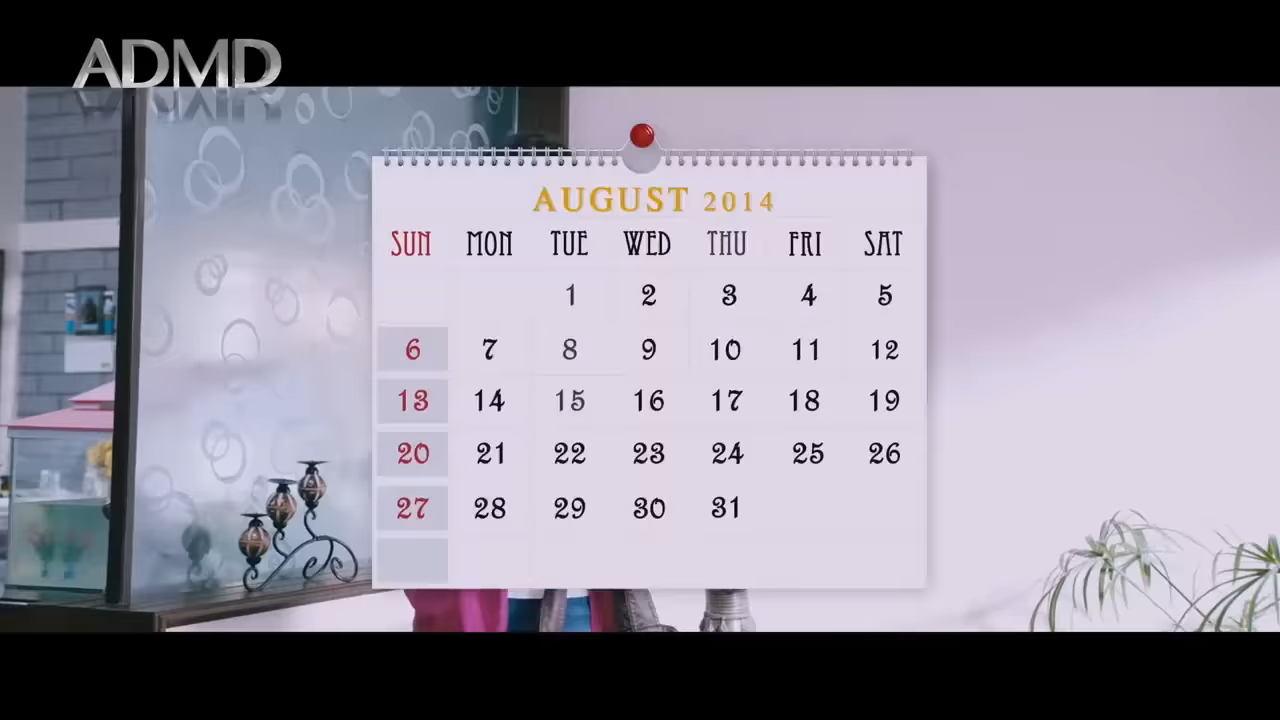 ADMD
AUGUST 2014
SUN MON TUE WED THU FRI SAT
1 2 3 4 5
6 7 8 9 10 11 12
13 14 15 16 17 18 19
20 21 22 23 24 25 26
27 28 29 30 31